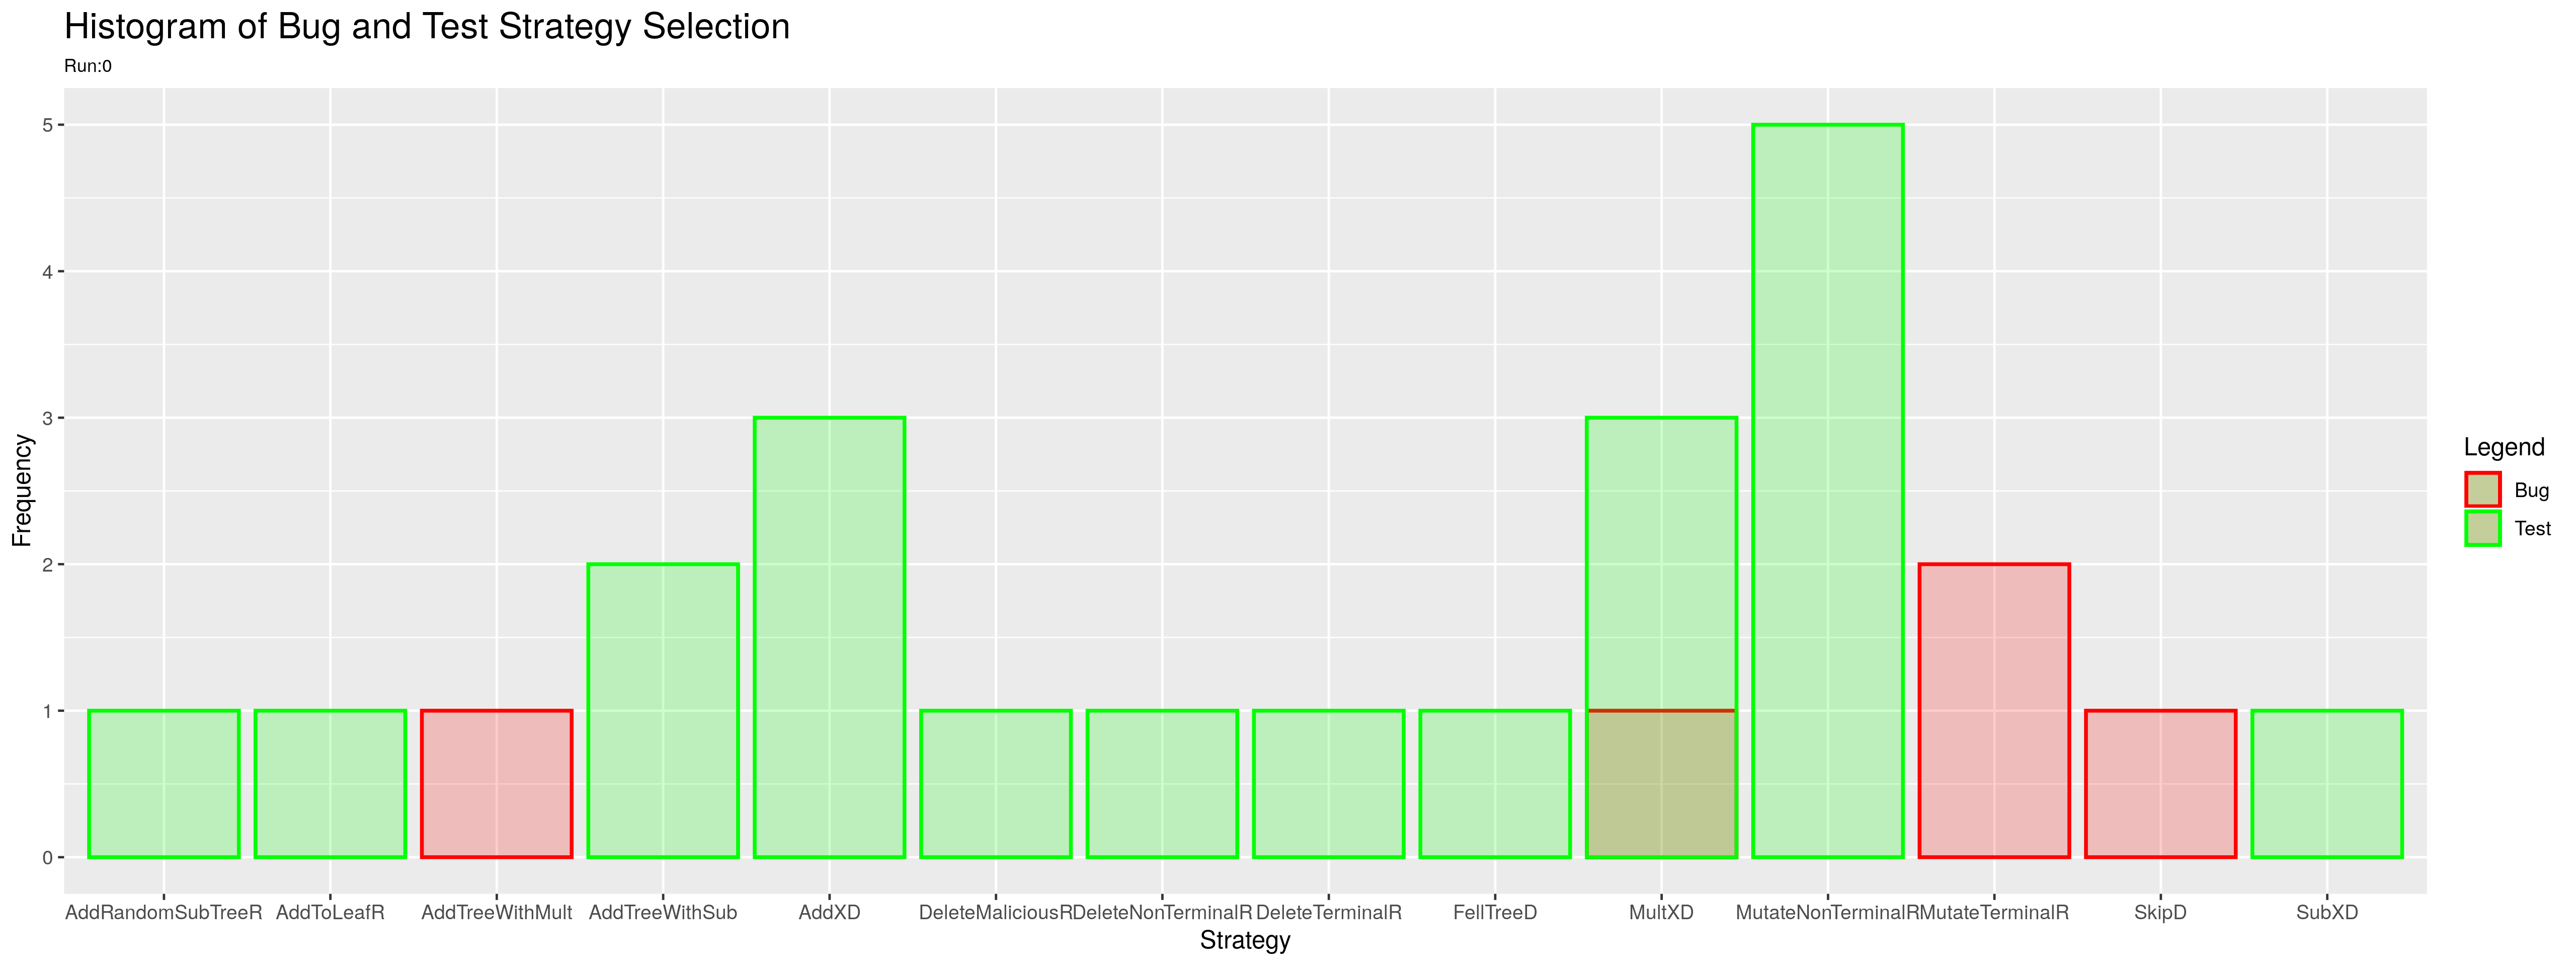 Histogram of Bug and Test Strategy Selection
Run:0
Frequency
5
4
3
2
1
0
AddRandomSubTreeR AddToLeafR AddTreeWithMult AddTreeWithSub AddXD DeleteMaliciousR DeleteNonTerminalR DeleteTerminalR FellTreeD MultXD MutateNonTerminalR MutateTerminalR SkipD SubXD
Strategy
Legend
Bug
Test